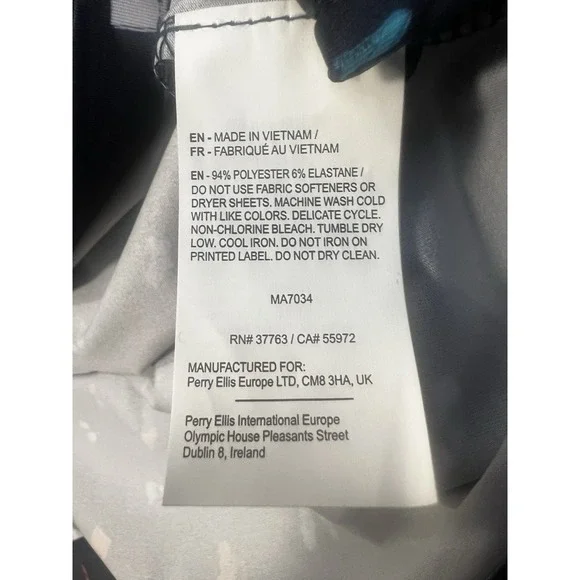 EN - MADE IN VIETNAM /
FR - FABRIQUÉ AU VIETNAM
EN - 94% POLYESTER 6% ELASTANE /
DO NOT USE FABRIC SOFTENERS OR
DRYER SHEETS. MACHINE WASH COLD
WITH LIKE COLORS. DELICATE CYCLE.
NON-CHLORINE BLEACH. TUMBLE DRY
LOW. COOL IRON. DO NOT IRON ON
PRINTED LABEL. DO NOT DRY CLEAN.
MA7034
RN# 37763 / CA# 55972
MANUFACTURED FOR:
Perry Ellis Europe LTD, CM8 3HA, UK
Perry Ellis International Europe
Olympic House Pleasants Street
Dublin 8, Ireland